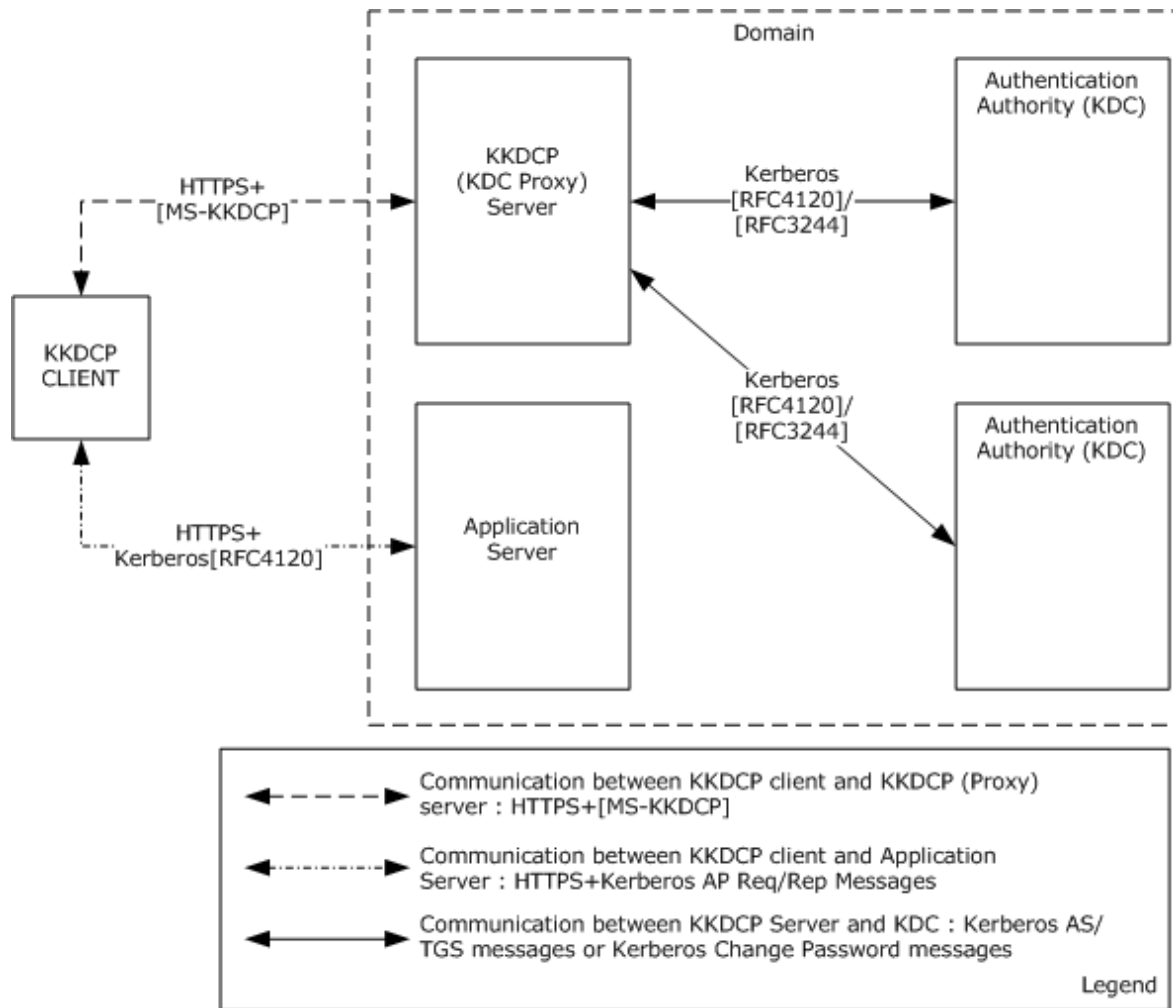 Domain
KKDCP
(KDC Proxy)
Server
Authentication
Authority (KDC)
HTTPS+
[MS-KKDCP]
Kerberos
[RFC4120]/
[RFC3244]
KKDCP
CLIENT
Kerberos
[RFC4120]/
[RFC3244]
Authentication
Authority (KDC)
HTTPS+
Kerberos[RFC4120]
Application
Server
Communication between KKDCP client and KKDCP (Proxy)
server : HTTPS+[MS-KKDCP]
Communication between KKDCP client and Application
Server : HTTPS+Kerberos AP Req/Rep Messages
Communication between KKDCP Server and KDC : Kerberos AS/
TGS messages or Kerberos Change Password messages
Legend